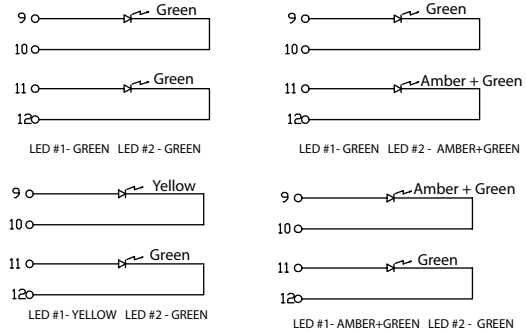 9 Green
10
11 Green
12
LED #1- GREEN LED #2 - GREEN
9 Green
10
11 Amber + Green
12
LED #1- GREEN LED #2 - AMBER+GREEN
9 Yellow
10
11 Green
12
LED #1- YELLOW LED #2 - GREEN
9 Amber + Green
10
11 Green
12
LED #1- AMBER+GREEN LED #2 - GREEN